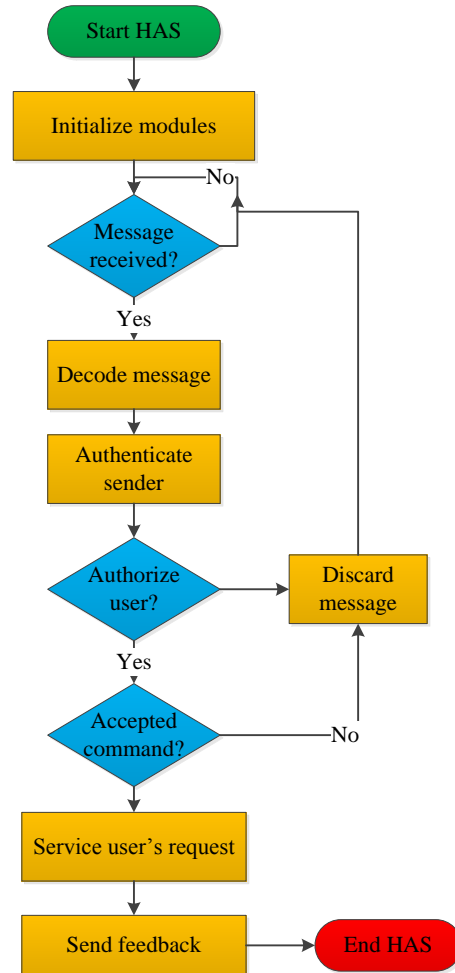 Start HAS
Initialize modules
No
Message
received?
Yes
Decode message
Authenticate
sender
Authorize
user?
Discard
message
Yes
Accepted
command?
No
Service user's request
Send feedback
End HAS